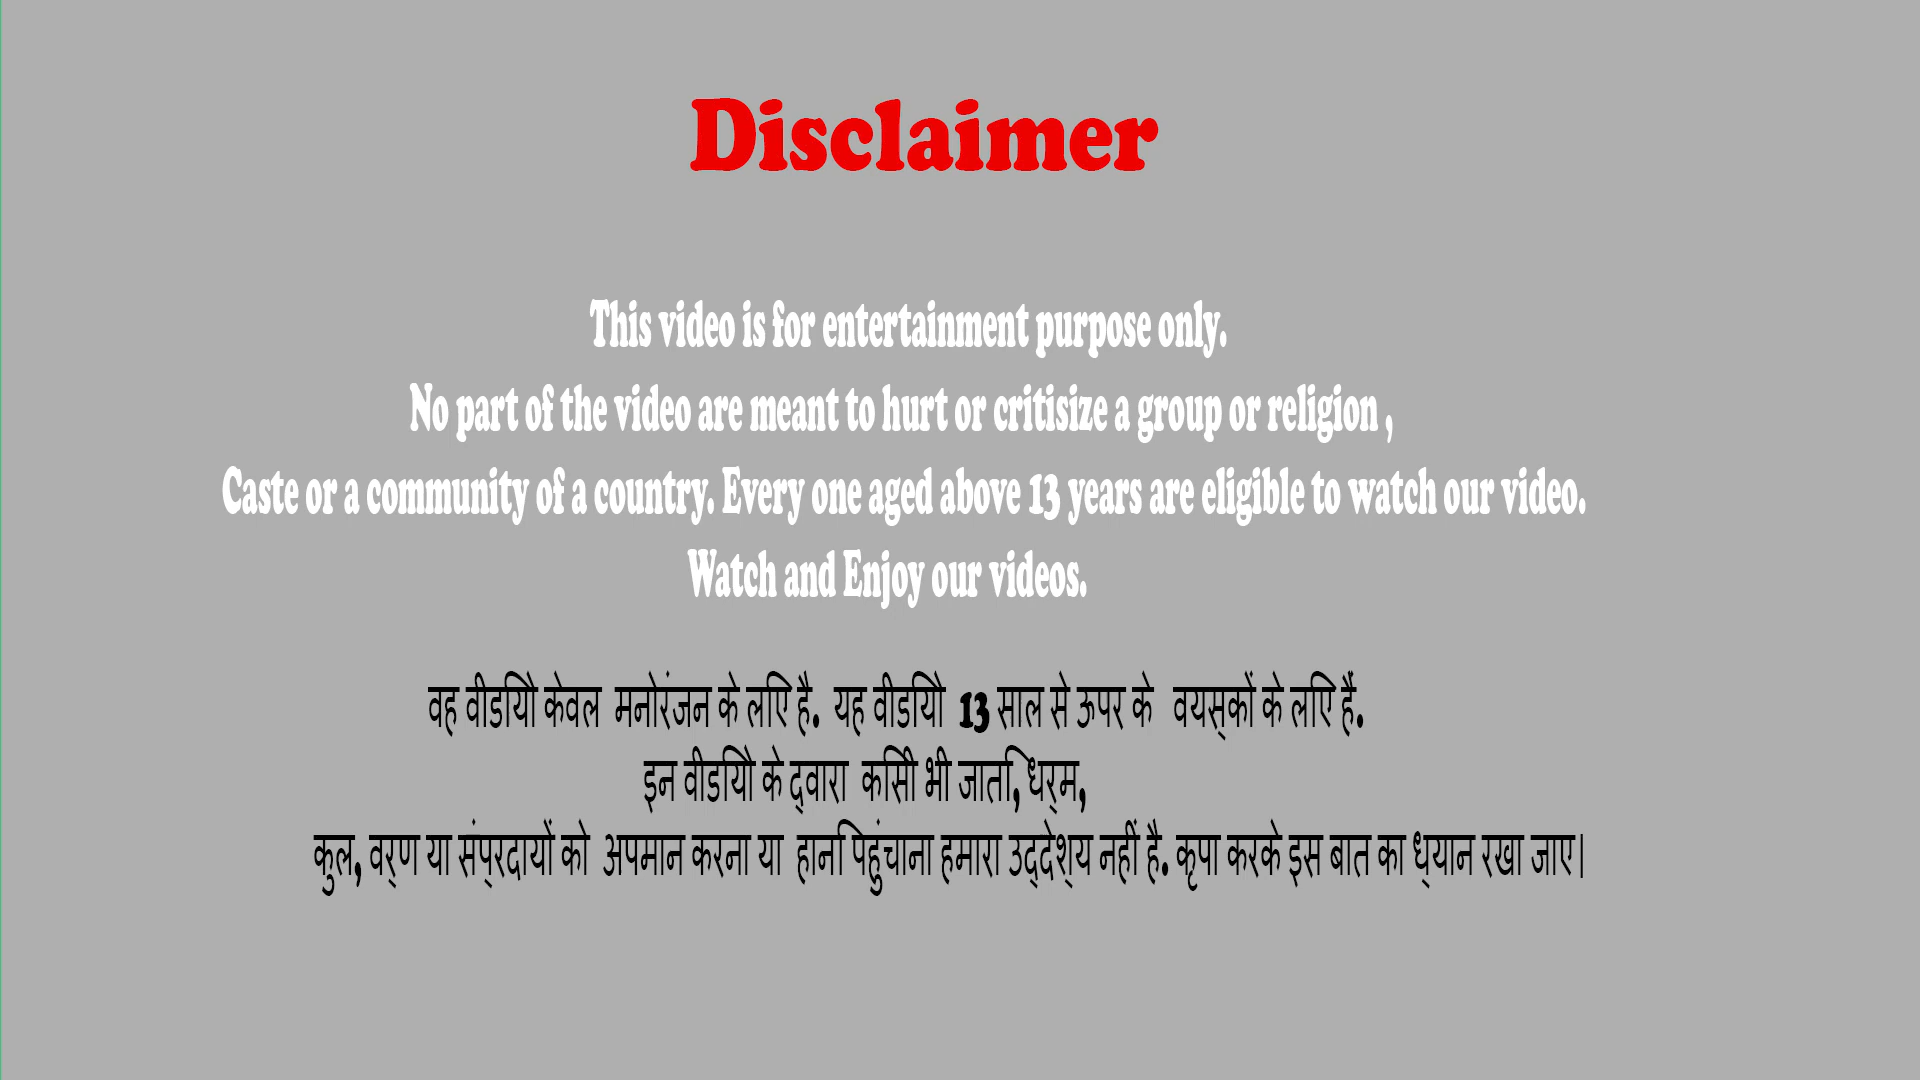 Disclaimer
This video is for entertainment purpose only.
No part of the video are meant to hurt or critisize a group or religion ,
Caste or a community of a country. Every one aged above 13 years are eligible to watch our video.
Watch and Enjoy our videos.
वह वीडियो केवल मनोरंजन के लिए है. यह वीडियो 13 साल से ऊपर के वयस्कों के लिए हैं.
इन वीडियो के द्वारा किसी भी जाति, धर्म,
कुल, वर्ण या संप्रदायों को अपमान करना या हानि पहुंचाना हमारा उद्देश्य नहीं है. कृपा करके इस बात का ध्यान रखा जाए।